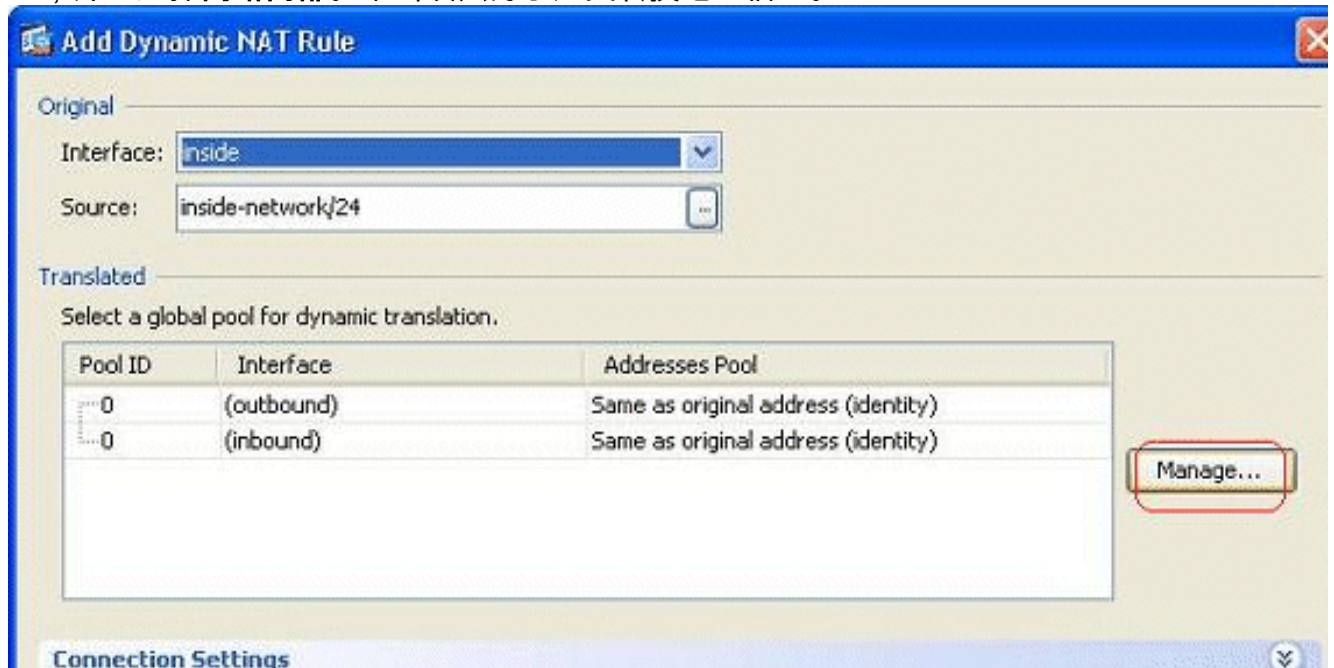 Add Dynamic NAT Rule
Original
Interface: inside
Source: inside-network/24
...
Translated
Select a global pool for dynamic translation.
Pool ID Interface Addresses Pool
0 (outbound) Same as original address (identity)
0 (inbound) Same as original address (identity)
Manage...
Connection Settings